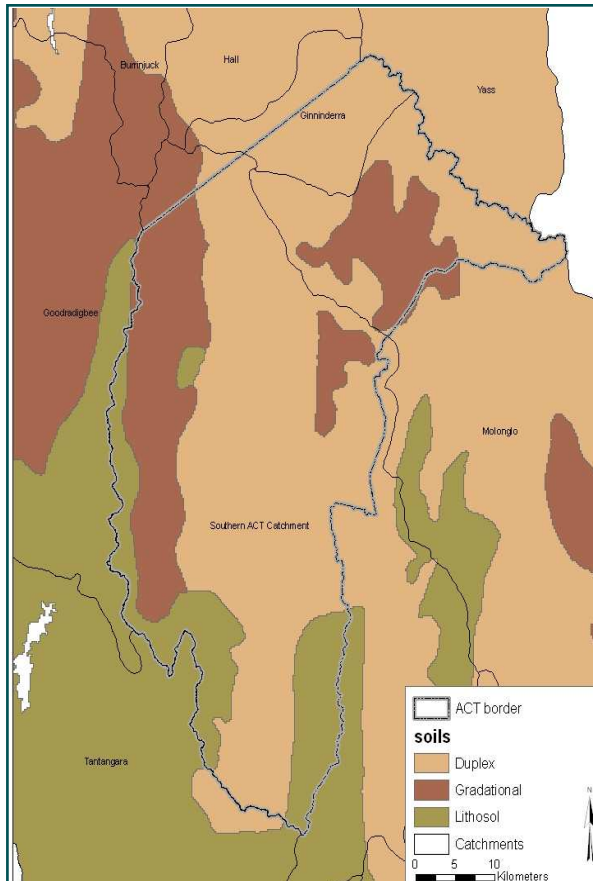 Burrinjuck
Hall
Yass
Ginninderra
Goodradigbee
Molonglo
Southern ACT Catchment
Tantangara
ACT border
soils
Duplex
Gradational
Lithosol
Catchments
N
0 5 10
Kilometers